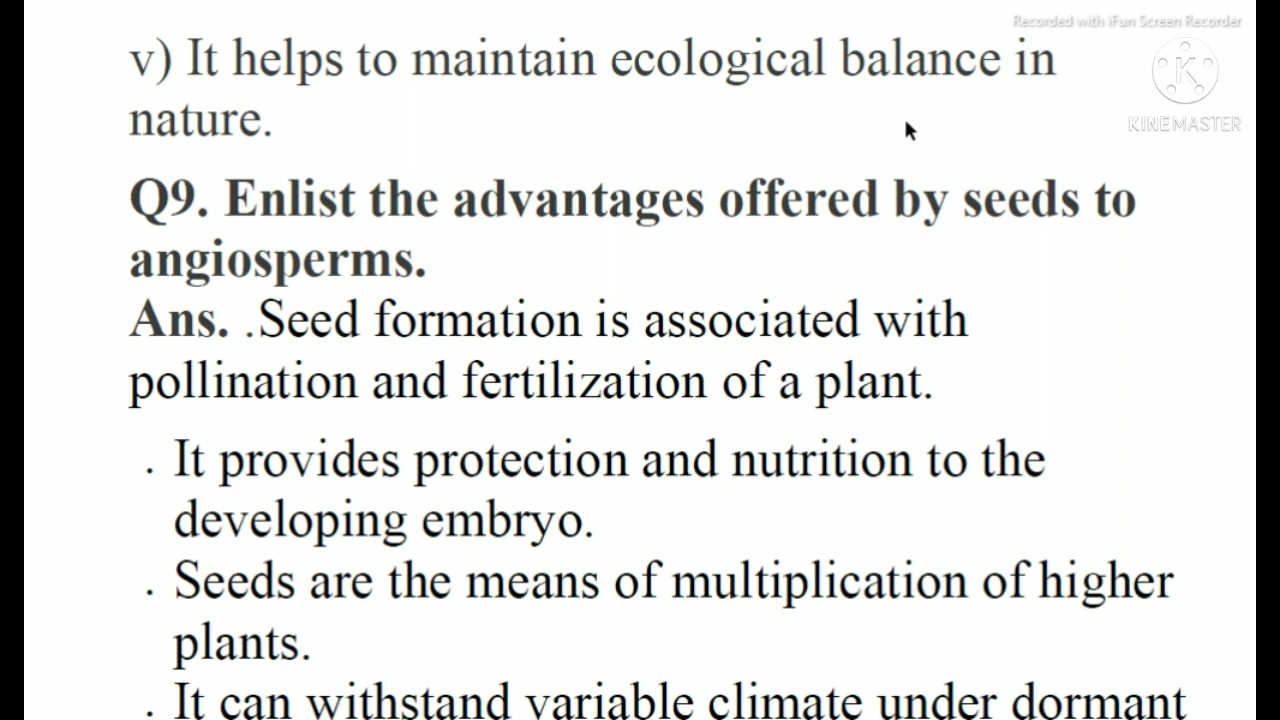 Recorded with iFun Screen Recorder
v) It helps to maintain ecological balance in
nature.
K
KINEMASTER
Q9. Enlist the advantages offered by seeds to
angiosperms.
Ans. .Seed formation is associated with
pollination and fertilization of a plant.
. It provides protection and nutrition to the
developing embryo.
. Seeds are the means of multiplication of higher
plants.
. It can withstand variable climate under dormant